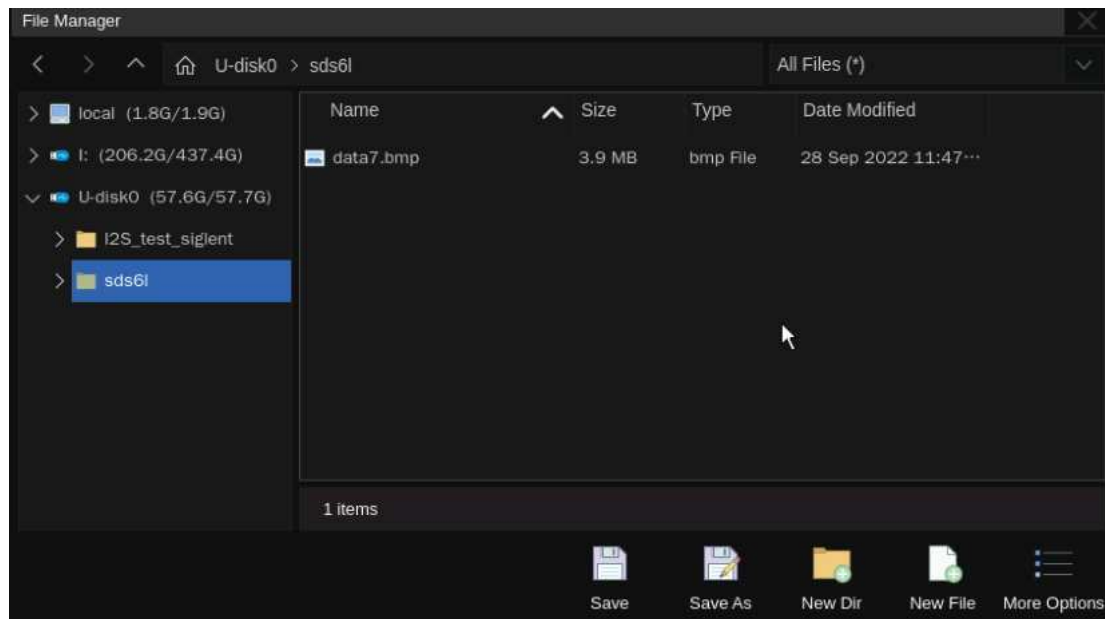 File Manager
U-disk0 > sds6l
All Files (*)
local (1.8G/1.9G)
I: (206.2G/437.4G)
U-disk0 (57.6G/57.7G)
I2S_test_siglent
sds6l
Name Size Type Date Modified
data7.bmp 3.9 MB bmp File 28 Sep 2022 11:47···
1 items
Save Save As New Dir New File More Options